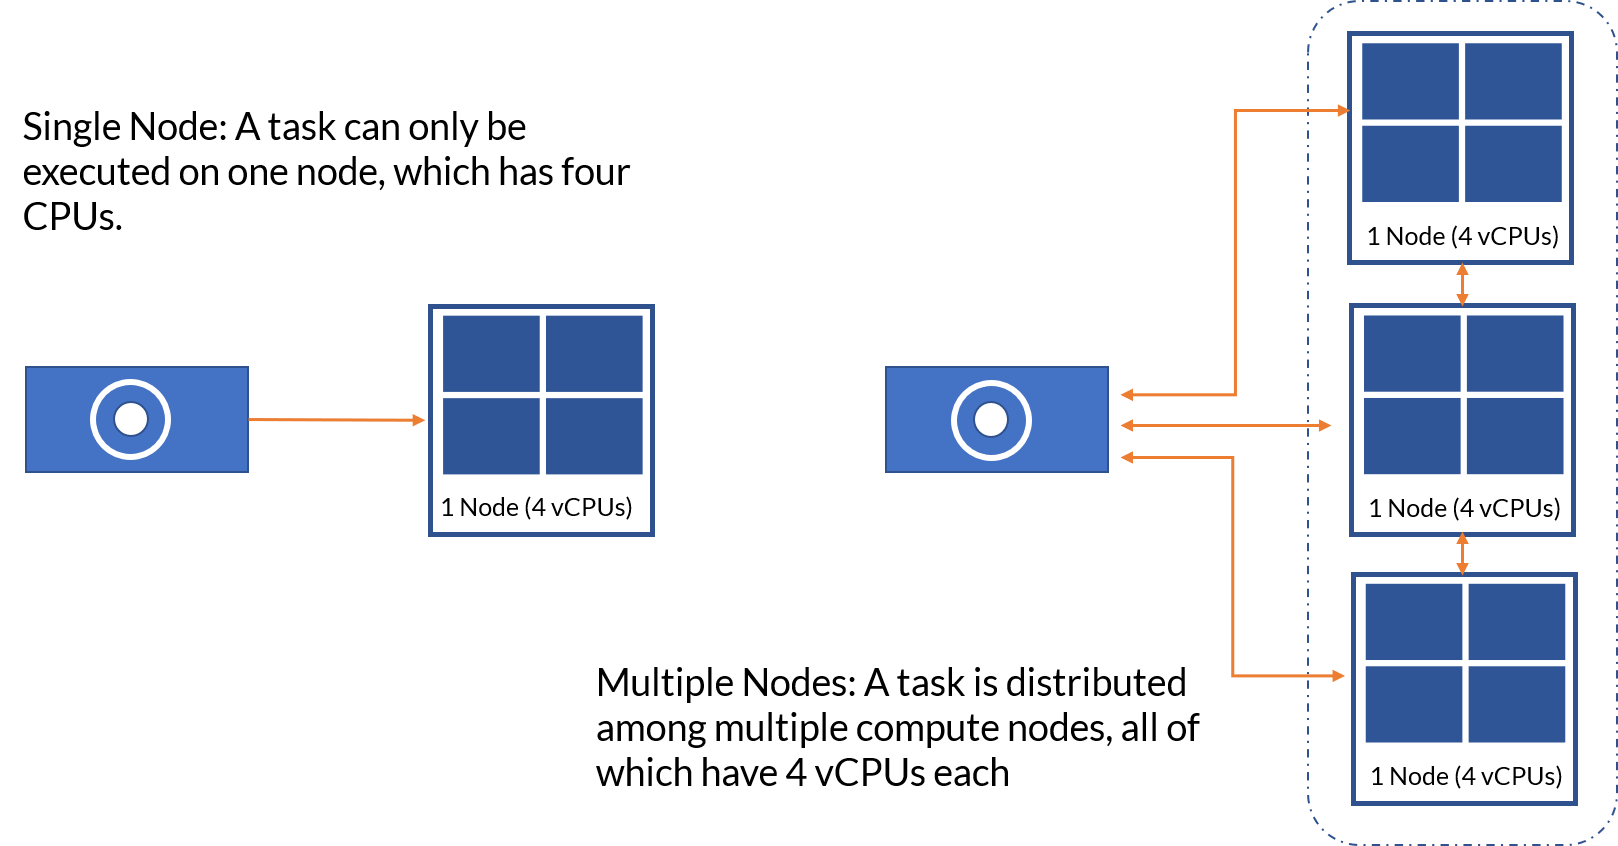 Single Node: A task can only be
executed on one node, which has four
CPUs.
1 Node (4 vCPUs)
Multiple Nodes: A task is distributed
among multiple compute nodes, all of
which have 4 vCPUs each
1 Node (4 vCPUs)
1 Node (4 vCPUs)
1 Node (4 vCPUs)